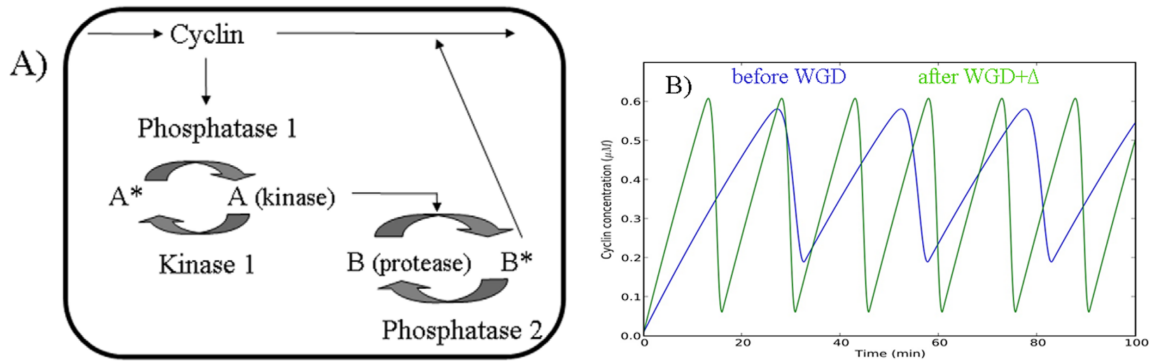 A)
Cyclin
Phosphatase 1
A* A (kinase)
Kinase 1
B (protease) B*
Phosphatase 2
B)
before WGD after WGD+Δ
Cyclin concentration (μM)
0.6
0.5
0.4
0.3
0.2
0.1
0.0
0 20 40 60 80 100
Time (min)